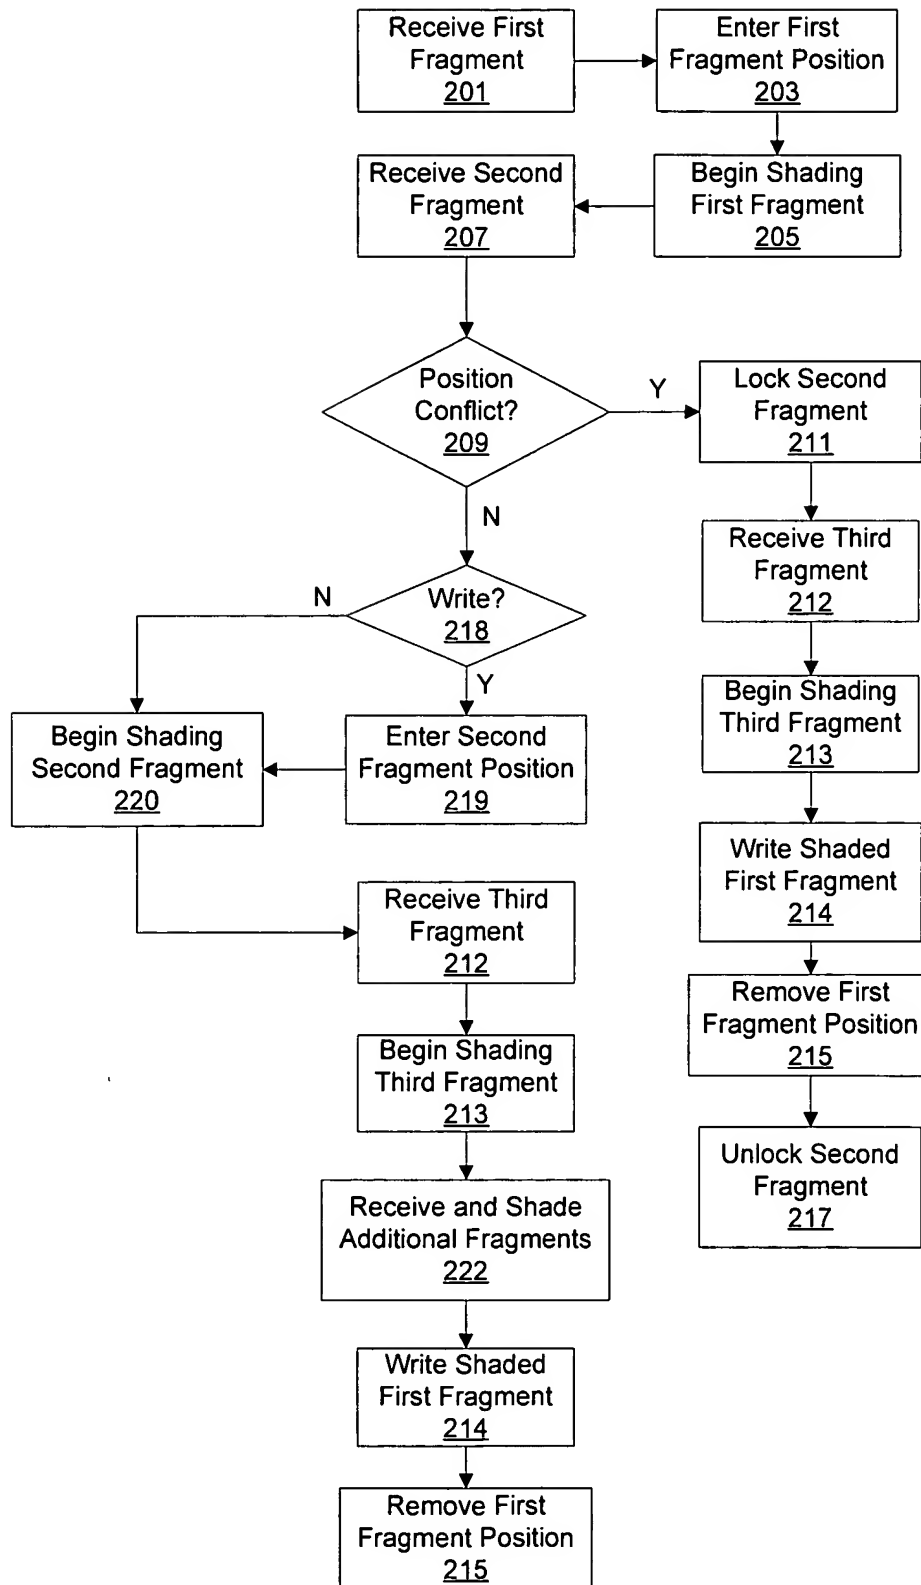 Receive First
Fragment
201
Enter First
Fragment Position
203
Receive Second
Fragment
207
Begin Shading
First Fragment
205
Position
Conflict?
209
Y
Lock Second
Fragment
211
N
Receive Third
Fragment
212
N
Write?
218
Y
Begin Shading
Third Fragment
213
Begin Shading
Second Fragment
220
Enter Second
Fragment Position
219
Write Shaded
First Fragment
214
Receive Third
Fragment
212
Remove First
Fragment Position
215
Begin Shading
Third Fragment
213
Unlock Second
Fragment
217
Receive and Shade
Additional Fragments
222
Write Shaded
First Fragment
214
Remove First
Fragment Position
215